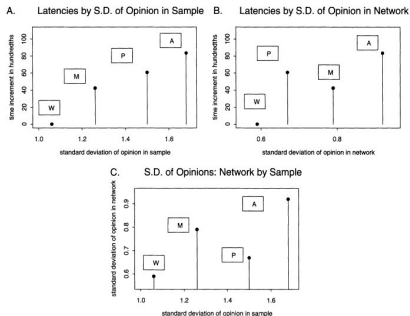 A. Latencies by S.D. of Opinion in Sample
time increment in hundredths
100
80
60
40
20
0
W
M
P
A
1.0
1.2
1.4
1.6
standard deviation of opinion in sample
B. Latencies by S.D. of Opinion in Network
time increment in hundredths
100
80
60
40
20
0
W
P
M
A
0.6
0.7
0.8
0.9
standard deviation of opinion in network
C. S.D. of Opinions: Network by Sample
standard deviation of opinion in network
0.9
0.8
0.7
0.6
W
M
P
A
1.0
1.2
1.4
1.6
standard deviation of opinion in sample